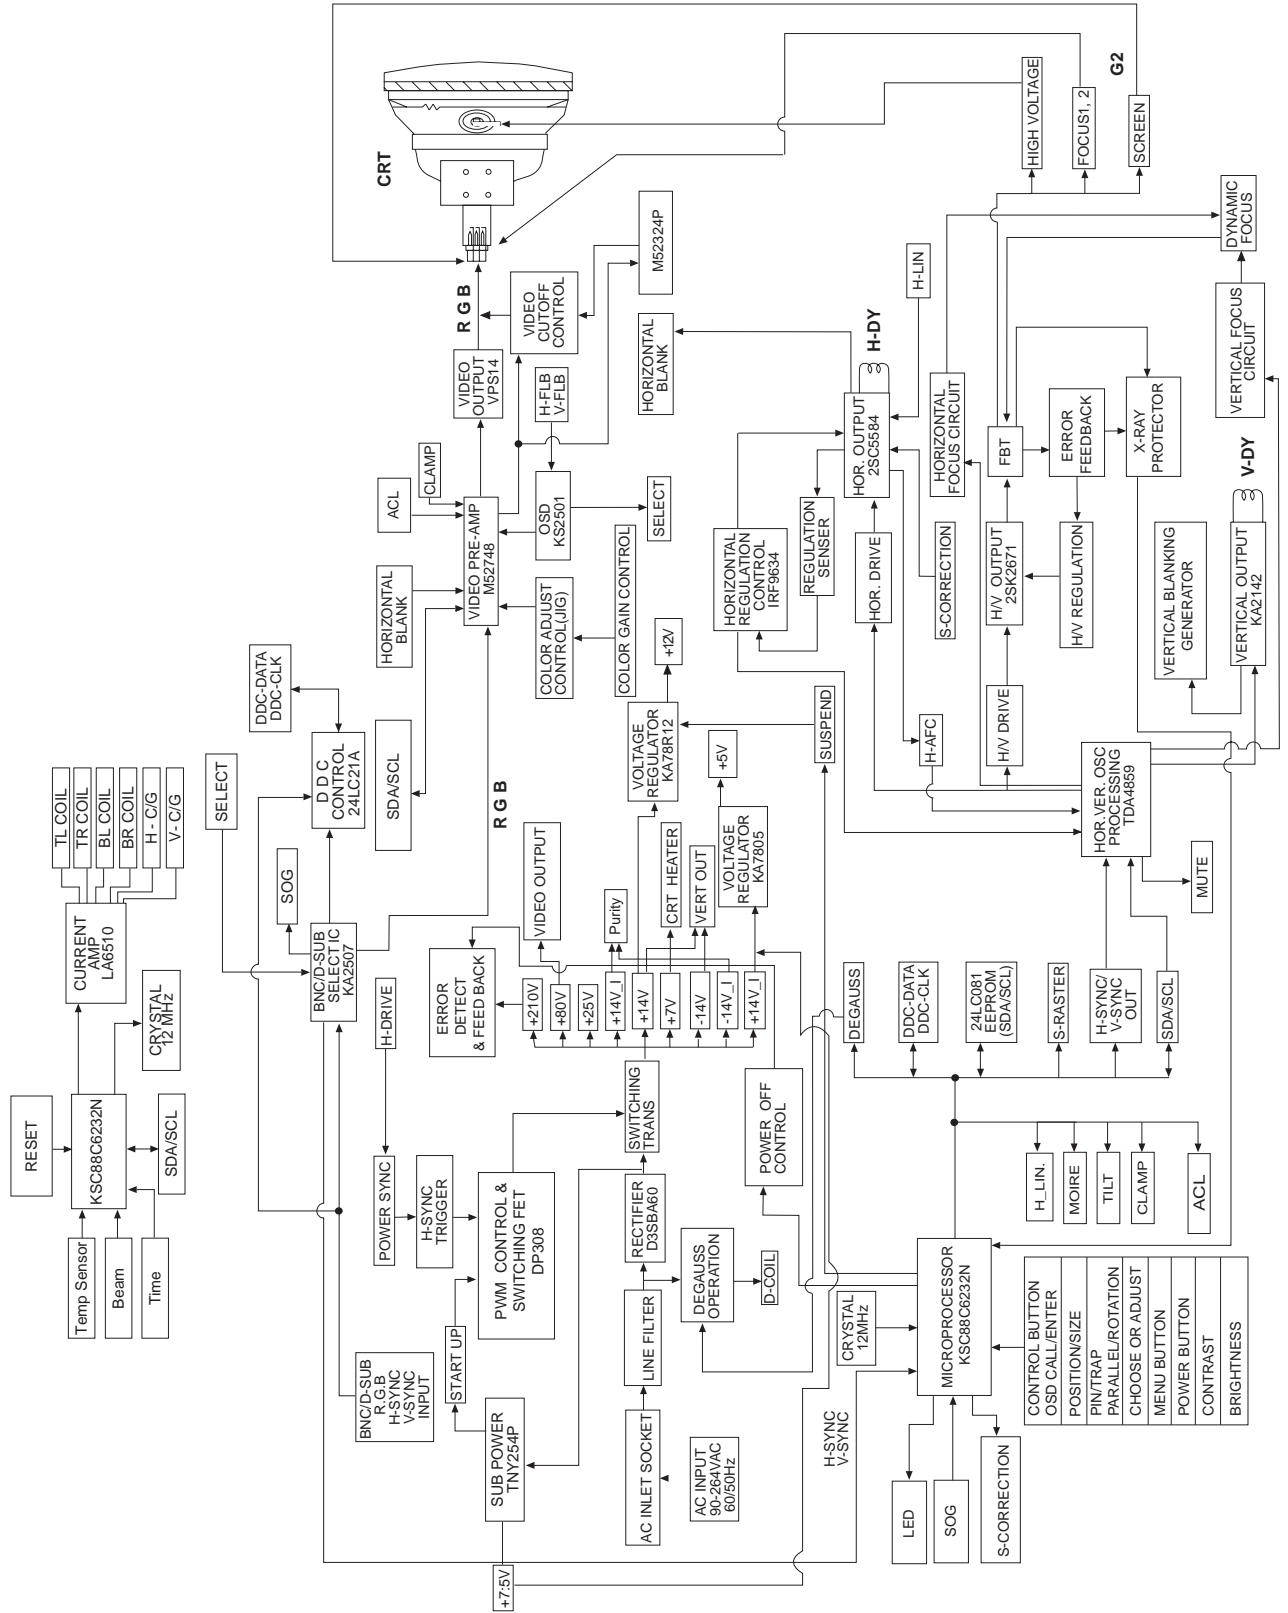 Temp Sensor
Beam
Time
RESET
KSC88C6232N
SDA/SCL
CURRENT
AMP
LA6510
CRYSTAL
12 MHz
TL COIL
TR COIL
BL COIL
BR COIL
H - C/G
V- C/G
SELECT
SOG
BNC/D-SUB
SELECT IC
KA2507
D D C
CONTROL
24LC21A
DDC-DATA
DDC-CLK
SDA/SCL
HORIZONTAL
BLANK
ACL
CLAMP
VIDEO PRE-AMP
M52748
VIDEO
OUTPUT
VPS14
R G B
CRT
BNC/D-SUB
R.G.B
H-SYNC
V-SYNC
INPUT
POWER SYNC
H-DRIVE
H-SYNC
TRIGGER
START UP
PWM CONTROL &
SWITCHING FET
DP308
SUB POWER
TNY254P
+7:5V
ERROR
DETECT
& FEED BACK
VIDEO OUTPUT
R G B
COLOR ADJUST
CONTROL(JIG)
COLOR GAIN CONTROL
OSD
KS2501
SELECT
H-FLB
V-FLB
VIDEO
CUTOFF
CONTROL
M52324P
HORIZONTAL
BLANK
+210V
+80V
+25V
+14V_I
+14V
+7V
-14V
-14V_I
+14V_I
Purity
CRT HEATER
VERT OUT
VOLTAGE
REGULATOR
KA78R12
+12V
VOLTAGE
REGULATOR
KA7805
+5V
SUSPEND
AC INLET SOCKET
LINE FILTER
RECTIFIER
D3SBA60
SWITCHING
TRANS
AC INPUT
90-264VAC
60/50Hz
DEGAUSS
OPERATION
D-COIL
POWER OFF
CONTROL
DEGAUSS
HORIZONTAL
REGULATION
CONTROL
IRF9634
REGULATION
SENSER
HOR. DRIVE
HOR. OUTPUT
2SC5584
H-DY
H-LIN
H-AFC
S-CORRECTION
HORIZONTAL
FOCUS CIRCUIT
H/V DRIVE
H/V OUTPUT
2SK2671
FBT
H/V REGULATION
ERROR
FEEDBACK
X-RAY
PROTECTOR
HIGH VOLTAGE
FOCUS1, 2
G2
SCREEN
DYNAMIC
FOCUS
VERTICAL FOCUS
CIRCUIT
V-DY
VERTICAL BLANKING
GENERATOR
VERTICAL OUTPUT
KA2142
HOR.VER. OSC
PROCESSING
TDA4859
MUTE
DDC-DATA
DDC-CLK
24LC081
EEPROM
(SDA/SCL)
S-RASTER
H-SYNC/
V-SYNC
OUT
SDA/SCL
H_LIN.
MOIRE
TILT
CLAMP
ACL
H-SYNC
V-SYNC
CRYSTAL
12MHz
MICROPROCESSOR
KSC88C6232N
LED
SOG
S-CORRECTION
CONTROL BUTTON
OSD CALL/ENTER
POSITION/SIZE
PIN/TRAP
PARALLEL/ROTATION
CHOOSE OR ADJUST
MENU BUTTON
POWER BUTTON
CONTRAST
BRIGHTNESS